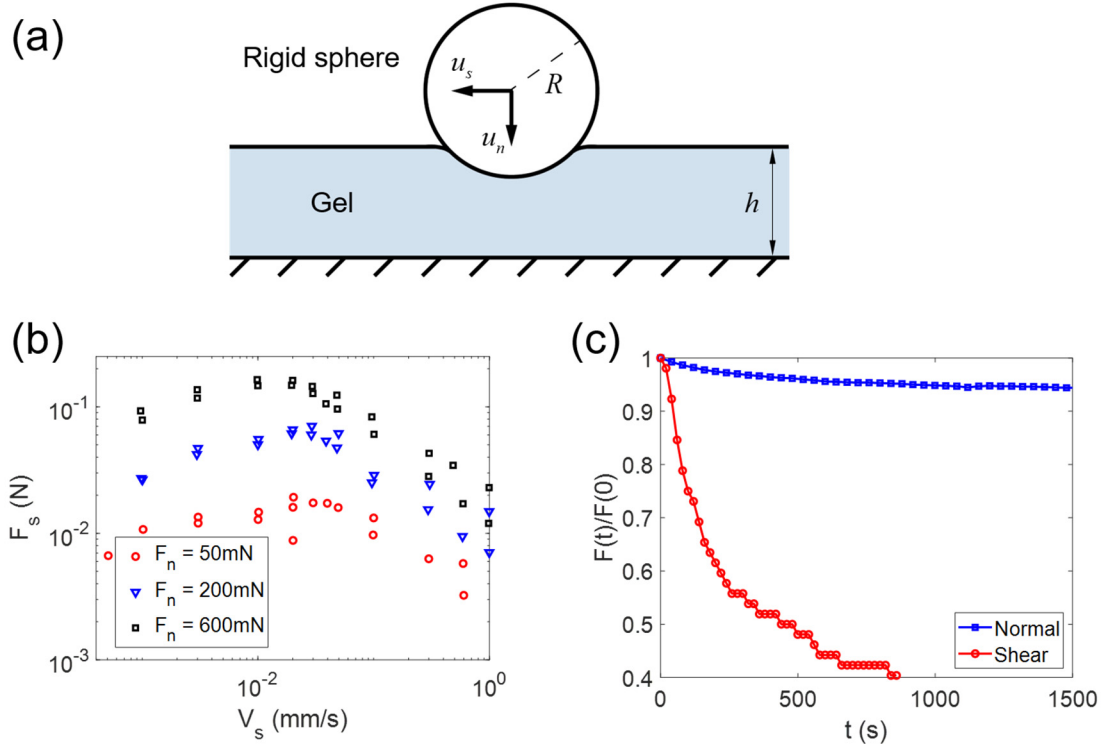 (a)
Rigid sphere
u_s
R
u_n
Gel
h
(b)
10^-1
10^-2
10^-3
F_s (N)
F_n = 50mN
F_n = 200mN
F_n = 600mN
10^-2
10^0
V_s (mm/s)
(c)
1
0.9
0.8
0.7
0.6
0.5
0.4
F(t)/F(0)
Normal
Shear
0
500
1000
1500
t (s)